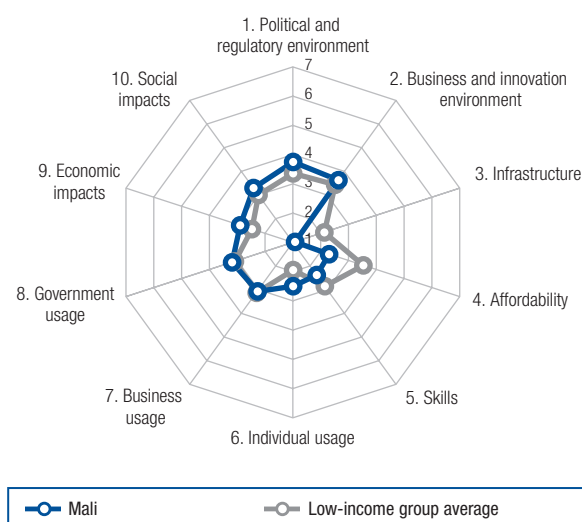 1. Political and
regulatory environment
2. Business and innovation
environment
3. Infrastructure
4. Affordability
5. Skills
6. Individual usage
7. Business
usage
8. Government
usage
9. Economic
impacts
10. Social
impacts
7
6
5
4
3
2
1
Mali
Low-income group average